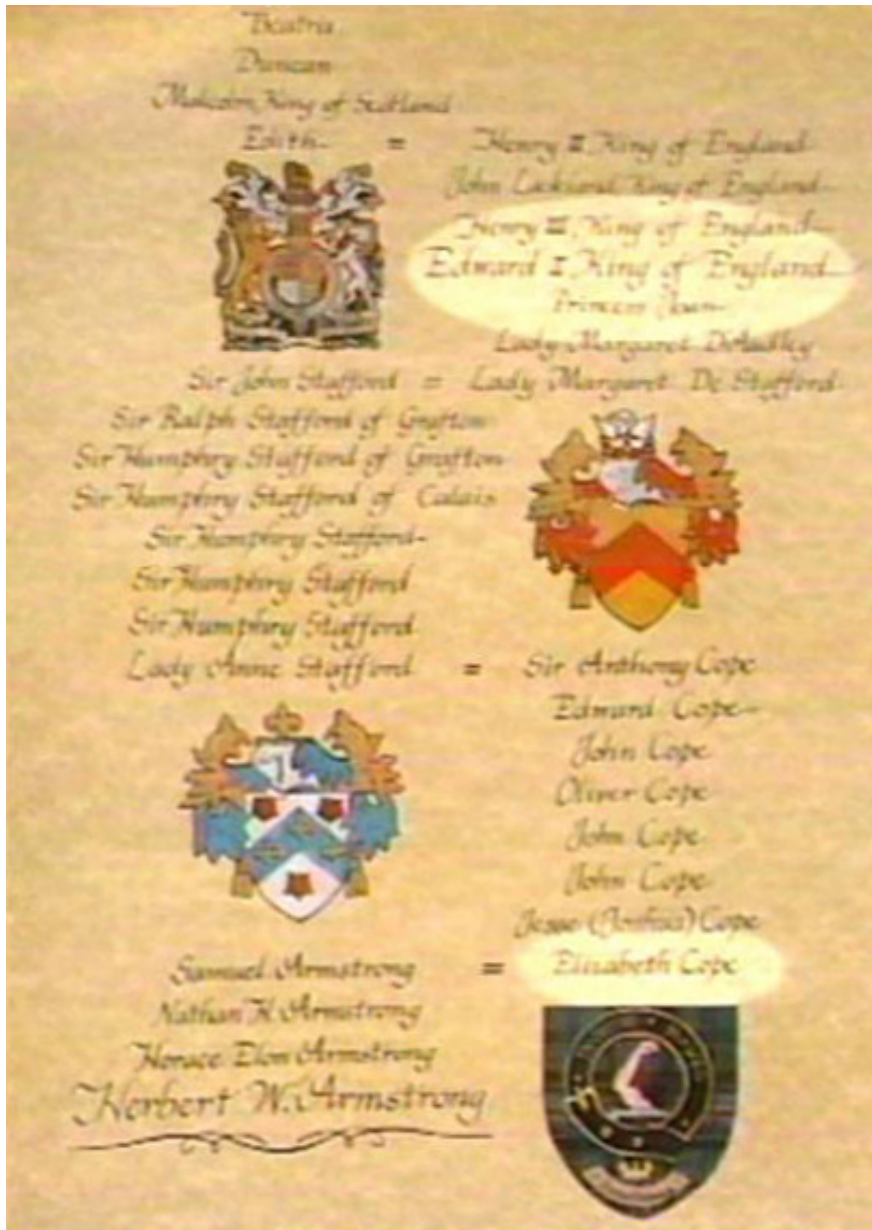 Beatrix
Duncan
Malcolm, King of Scotland
Edith = Henry II King of England
John Lackland King of England
Henry III, King of England
Edward I King of England
Princess Joan
Lady Margaret
Sir John Stafford = Lady Margaret De Stafford
Sir Ralph Stafford of Grafton
Sir Humphry Stafford of Grafton
Sir Humphry Stafford of Calais
Sir Humphry Stafford
Sir Humphry Stafford
Sir Humphry Stafford
Lady Anne Stafford = Sir Anthony Cope
Edward Cope
John Cope
Oliver Cope
John Cope
John Cope
Jesse (Joshua) Cope
Samuel Armstrong = Elizabeth Cope
Nathan H. Armstrong
Horace Elon Armstrong
Herbert W. Armstrong